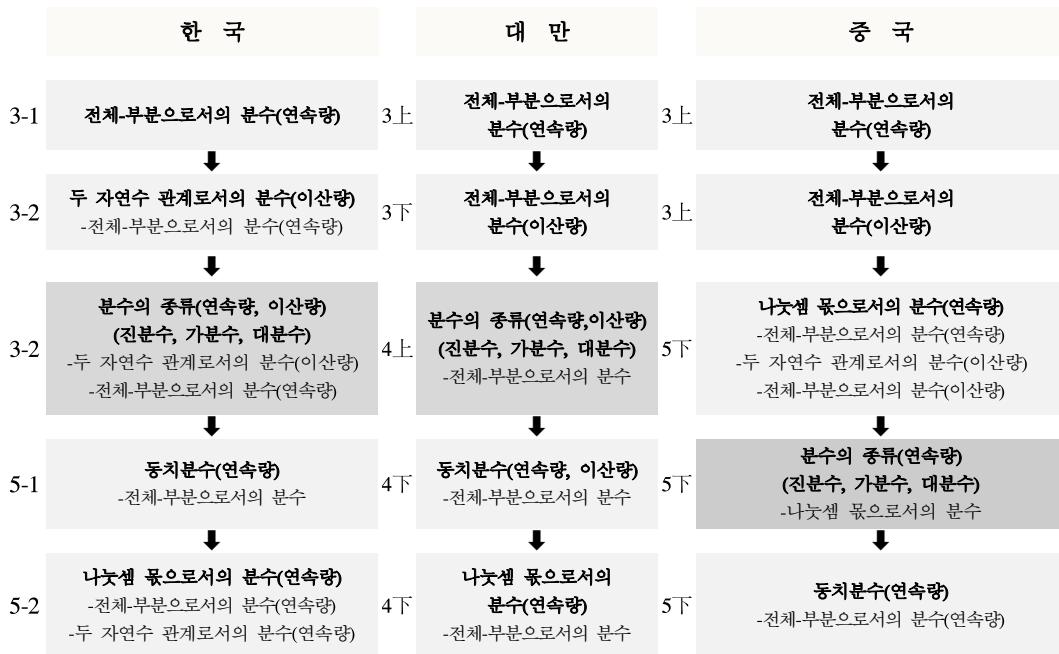 한 국
대 만
중 국
3-1
전체-부분으로서의 분수(연속량)
3上
전체-부분으로서의
분수(연속량)
3上
전체-부분으로서의
분수(연속량)
3-2
두 자연수 관계로서의 분수(이산량)
-전체-부분으로서의 분수(연속량)
3下
전체-부분으로서의
분수(이산량)
3上
전체-부분으로서의
분수(이산량)
3-2
분수의 종류(연속량, 이산량)
(진분수, 가분수, 대분수)
-두 자연수 관계로서의 분수(이산량)
-전체-부분으로서의 분수(연속량)
4上
분수의 종류(연속량,이산량)
(진분수, 가분수, 대분수)
-전체-부분으로서의 분수
5下
나눗셈 몫으로서의 분수(연속량)
-전체-부분으로서의 분수(연속량)
-두 자연수 관계로서의 분수(이산량)
-전체-부분으로서의 분수(이산량)
5-1
동치분수(연속량)
-전체-부분으로서의 분수
4下
동치분수(연속량, 이산량)
-전체-부분으로서의 분수
5下
분수의 종류(연속량)
(진분수, 가분수, 대분수)
-나눗셈 몫으로서의 분수
5-2
나눗셈 몫으로서의 분수(연속량)
-전체-부분으로서의 분수(연속량)
-두 자연수 관계로서의 분수(연속량)
4下
나눗셈 몫으로서의
분수(연속량)
-전체-부분으로서의 분수
5下
동치분수(연속량)
-전체-부분으로서의 분수(연속량)